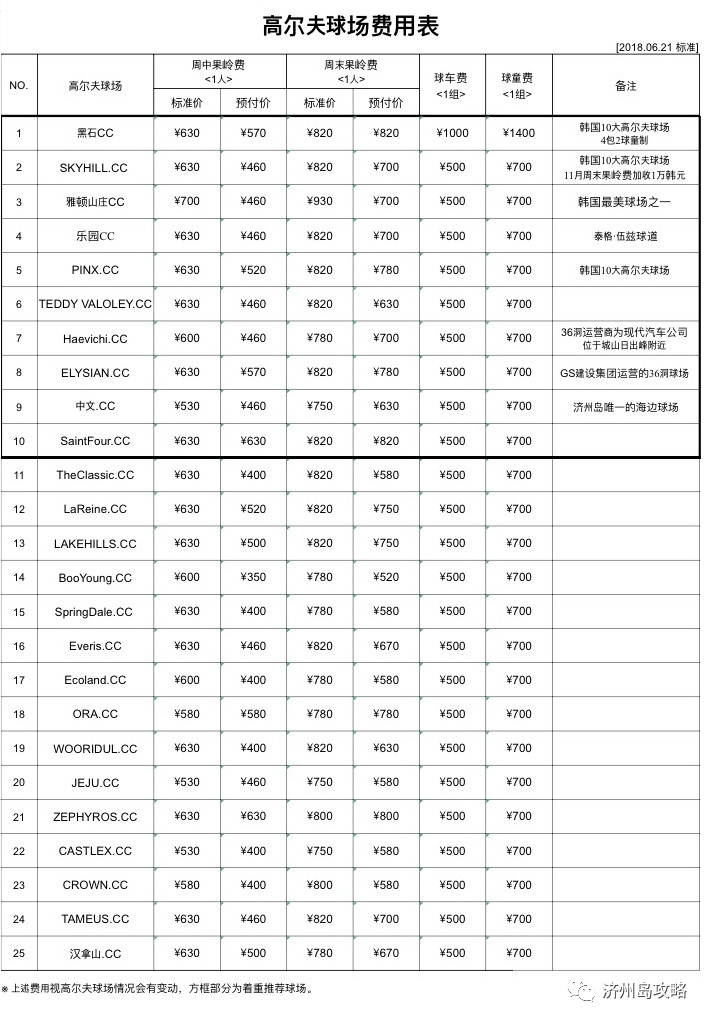 高尔夫球场费用表
[2018.06.21 标准]
NO. 高尔夫球场 周中果岭费 <1人> 周末果岭费 <1人> 球车费 <1组> 球童费 <1组> 备注
标准价 预付价 标准价 预付价
1 黑石CC ¥630 ¥570 ¥820 ¥820 ¥1000 ¥1400 韩国10大高尔夫球场
4包2球童制
2 SKYHILL.CC ¥630 ¥460 ¥820 ¥700 ¥500 ¥700 韩国10大高尔夫球场
11月周末果岭费加收1万韩元
3 雅顿山庄CC ¥700 ¥460 ¥930 ¥700 ¥500 ¥700 韩国最美球场之一
4 乐园CC ¥630 ¥460 ¥820 ¥700 ¥500 ¥700 泰格·伍兹球道
5 PINX.CC ¥630 ¥520 ¥820 ¥780 ¥500 ¥700 韩国10大高尔夫球场
6 TEDDY VALOLEY.CC ¥630 ¥460 ¥820 ¥630 ¥500 ¥700
7 Haevichi.CC ¥600 ¥460 ¥780 ¥700 ¥500 ¥700 36洞运营商为现代汽车公司
位于城山日出峰附近
8 ELYSIAN.CC ¥630 ¥570 ¥820 ¥780 ¥500 ¥700 GS建设集团运营的36洞球场
9 中文.CC ¥530 ¥460 ¥750 ¥630 ¥500 ¥700 济州岛唯一的海边球场
10 SaintFour.CC ¥630 ¥630 ¥820 ¥820 ¥500 ¥700
11 TheClassic.CC ¥630 ¥400 ¥820 ¥580 ¥500 ¥700
12 LaReine.CC ¥630 ¥520 ¥820 ¥750 ¥500 ¥700
13 LAKEHILLS.CC ¥630 ¥500 ¥820 ¥750 ¥500 ¥700
14 BooYoung.CC ¥600 ¥350 ¥780 ¥520 ¥500 ¥700
15 SpringDale.CC ¥630 ¥400 ¥780 ¥580 ¥500 ¥700
16 Everis.CC ¥630 ¥460 ¥820 ¥670 ¥500 ¥700
17 Ecoland.CC ¥600 ¥400 ¥780 ¥580 ¥500 ¥700
18 ORA.CC ¥580 ¥580 ¥780 ¥780 ¥500 ¥700
19 WOORIDUL.CC ¥630 ¥400 ¥820 ¥630 ¥500 ¥700
20 JEJU.CC ¥530 ¥460 ¥750 ¥580 ¥500 ¥700
21 ZEPHYROS.CC ¥630 ¥630 ¥800 ¥800 ¥500 ¥700
22 CASTLEX.CC ¥530 ¥400 ¥750 ¥580 ¥500 ¥700
23 CROWN.CC ¥580 ¥400 ¥800 ¥580 ¥500 ¥700
24 TAMEUS.CC ¥630 ¥460 ¥820 ¥700 ¥500 ¥700
25 汉拿山.CC ¥630 ¥500 ¥780 ¥670 ¥500 ¥700
※ 上述费用视高尔夫球场情况会有变动，方框部分为着重推荐球场。
济州岛攻略